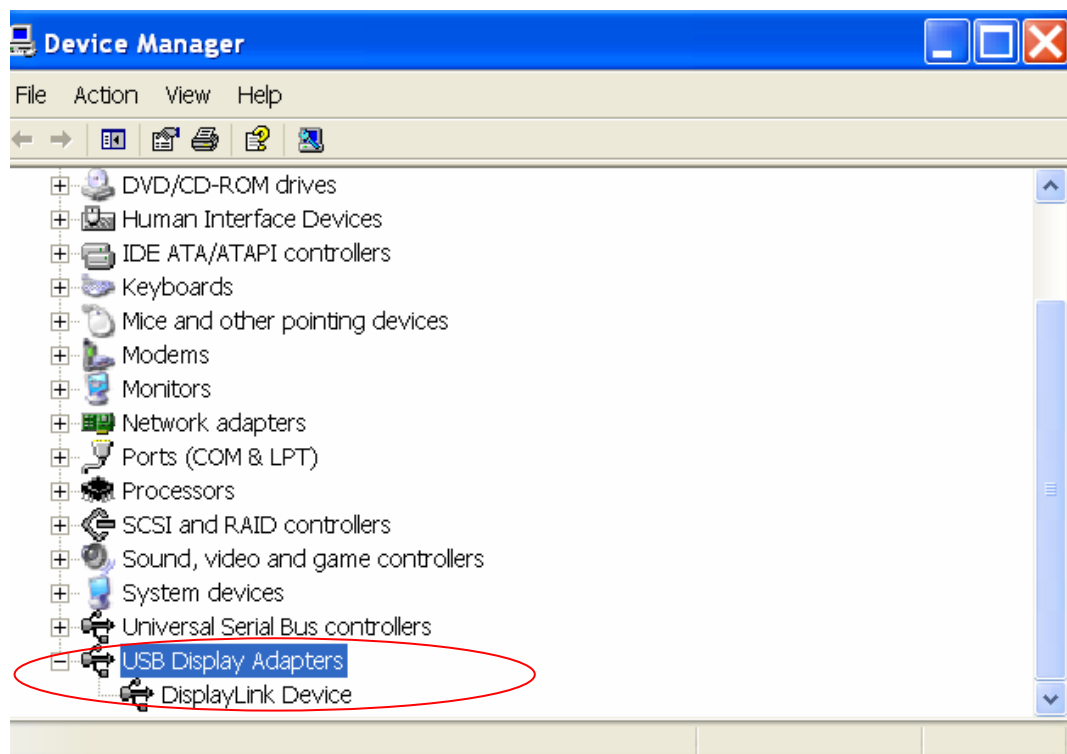 Device Manager
File Action View Help
DVD/CD-ROM drives
Human Interface Devices
IDE ATA/ATAPI controllers
Keyboards
Mice and other pointing devices
Modems
Monitors
Network adapters
Ports (COM & LPT)
Processors
SCSI and RAID controllers
Sound, video and game controllers
System devices
Universal Serial Bus controllers
USB Display Adapters
DisplayLink Device